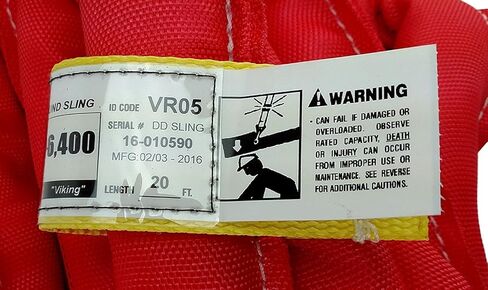 ND SLING
6,400
"Viking"
ID CODE VR05
SERIAL # DD SLING
16-010590
MFG:02/03 - 2016
LENGTH 20 FT.
WARNING
- CAN FAIL IF DAMAGED OR
OVERLOADED. OBSERVE
RATED CAPACITY, DEATH
OR INJURY CAN OCCUR
FROM IMPROPER USE OR
MAINTENANCE. SEE REVERSE
FOR ADDITIONAL CAUTIONS.